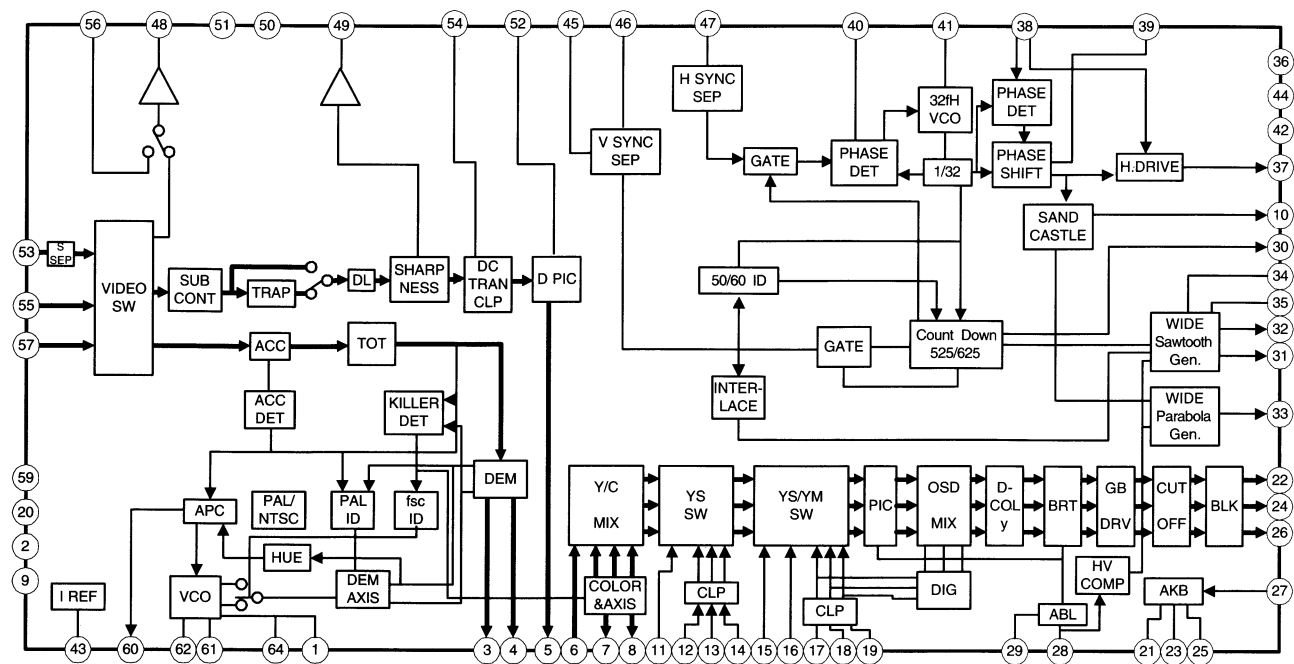 56 48 51 50 49 54 52 45 46 47 40 41 38 39
36
44
42
37
10
30
34
35
32
31
33
22
24
26
27
53
55
57
59
20
2
9
H SYNC
SEP
V SYNC
SEP
GATE
PHASE
DET
32fH
VCO
1/32
PHASE
DET
PHASE
SHIFT
H.DRIVE
SAND
CASTLE
S
SEP
VIDEO
SW
SUB
CONT
TRAP
DL
SHARP
NESS
DC
TRAN
CLP
D PIC
50/60 ID
GATE
Count Down
525/625
WIDE
Sawtooth
Gen.
ACC
TOT
INTER-
LACE
WIDE
Parabola
Gen.
ACC
DET
KILLER
DET
DEM
APC
PAL/
NTSC
PAL
ID
fsc
ID
HUE
VCO
DEM
AXIS
I REF
Y/C
MIX
YS
SW
YS/YM
SW
PIC
OSD
MIX
D-
COL
y
BRT
GB
DRV
CUT
OFF
BLK
COLOR
&AXIS
CLP
CLP
DIG
HV
COMP
ABL
AKB
43 60 62 61 64 1 3 4 5 6 7 8 11 12 13 14 15 16 17 18 19 29 28 21 23 25